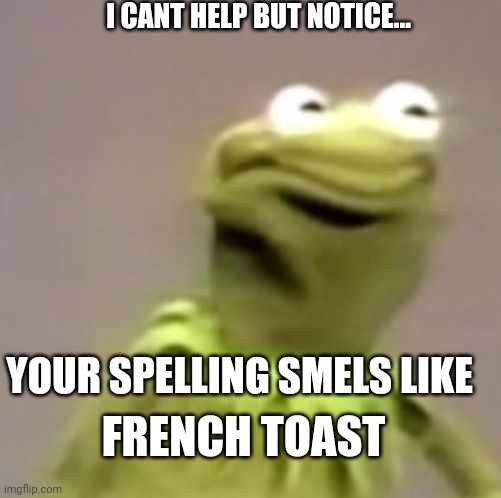 I CANT HELP BUT NOTICE...
YOUR SPELLING SMELS LIKE
FRENCH TOAST
imgflip.com